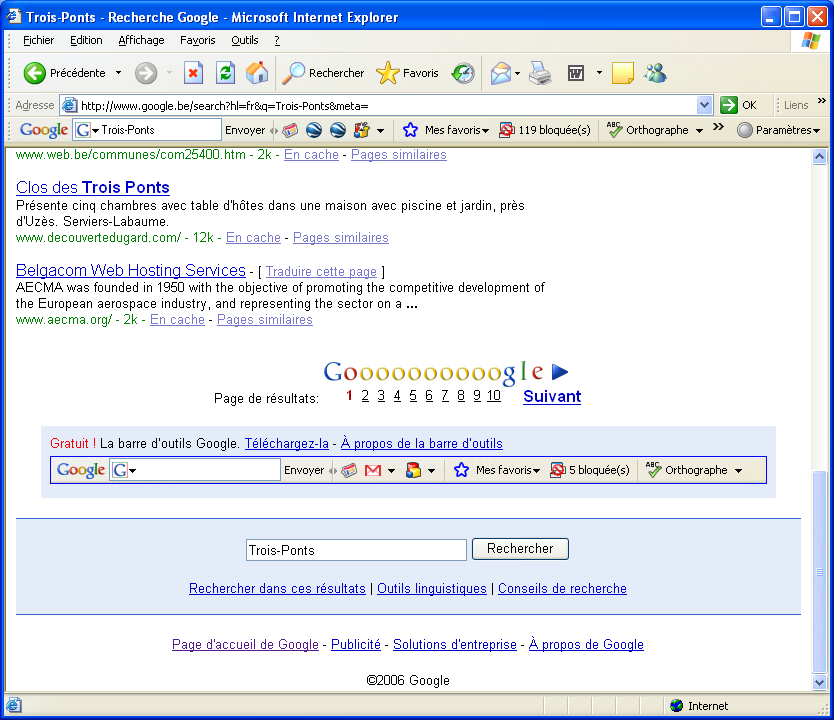 Trois-Ponts - Recherche Google - Microsoft Internet Explorer
Fichier Edition Affichage Favoris Outils ?
Précédente Rechercher Favoris
Adresse http://www.google.be/search?hl=fr&q=Trois-Ponts&meta= OK Liens »
Google G Trois-Ponts Envoyer Mes favoris 119 bloquée(s) ABC Orthographe » Paramètres
www.web.be/communes/com25400.htm - 2k - En cache - Pages similaires
Clos des Trois Ponts
Présente cinq chambres avec table d'hôtes dans une maison avec piscine et jardin, près
d'Uzès. Serviers-Labaume.
www.decouvertedugard.com/ - 12k - En cache - Pages similaires
Belgacom Web Hosting Services - [ Traduire cette page ]
AECMA was founded in 1950 with the objective of promoting the competitive development of
the European aerospace industry, and representing the sector on a ...
www.aecma.org/ - 2k - En cache - Pages similaires
Goooooooooogle
Page de résultats: 1 2 3 4 5 6 7 8 9 10 Suivant
Gratuit ! La barre d'outils Google. Téléchargez-la - À propos de la barre d'outils
Google G Envoyer Mes favoris 5 bloquée(s) ABC Orthographe
Trois-Ponts Rechercher
Rechercher dans ces résultats | Outils linguistiques | Conseils de recherche
Page d'accueil de Google - Publicité - Solutions d'entreprise - À propos de Google
©2006 Google
Internet